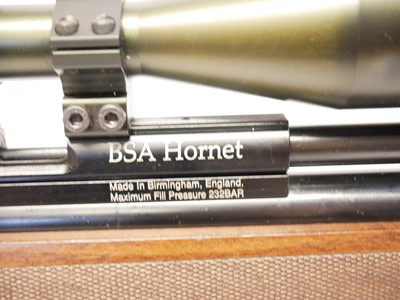 BSA Hornet
Made in Birmingham, England.
Maximum Fill Pressure 232BAR